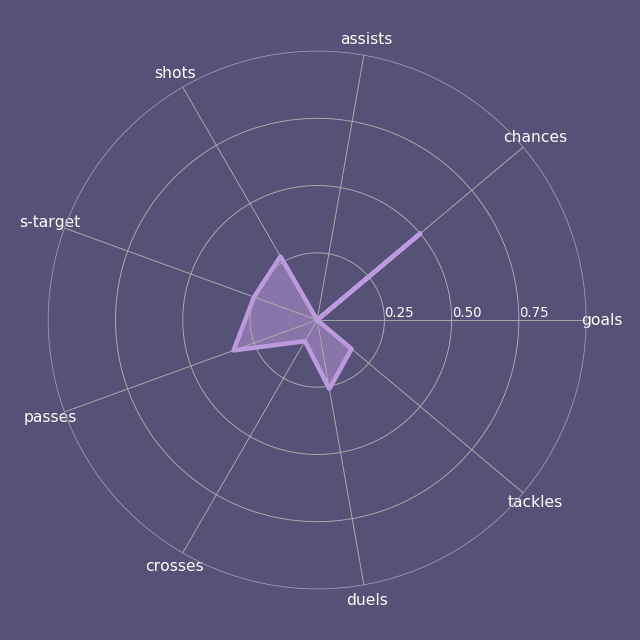 assists
shots
chances
s-target
0.25 0.50 0.75
goals
passes
tackles
crosses
duels